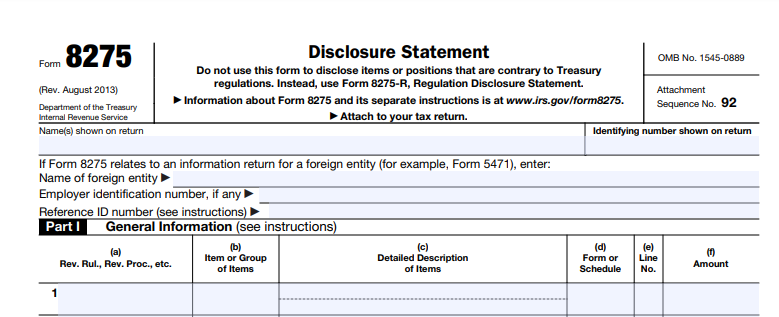 Form 8275
(Rev. August 2013)
Department of the Treasury
Internal Revenue Service
Disclosure Statement
Do not use this form to disclose items or positions that are contrary to Treasury
regulations. Instead, use Form 8275-R, Regulation Disclosure Statement.
▶ Information about Form 8275 and its separate instructions is at www.irs.gov/form8275.
▶ Attach to your tax return.
OMB No. 1545-0889
Attachment
Sequence No. 92
Name(s) shown on return
Identifying number shown on return
If Form 8275 relates to an information return for a foreign entity (for example, Form 5471), enter:
Name of foreign entity ▶
Employer identification number, if any ▶
Reference ID number (see instructions) ▶
Part I General Information (see instructions)
(a)
Rev. Rul., Rev. Proc., etc.
(b)
Item or Group
of Items
(c)
Detailed Description
of Items
(d)
Form or
Schedule
(e)
Line
No.
(f)
Amount
1